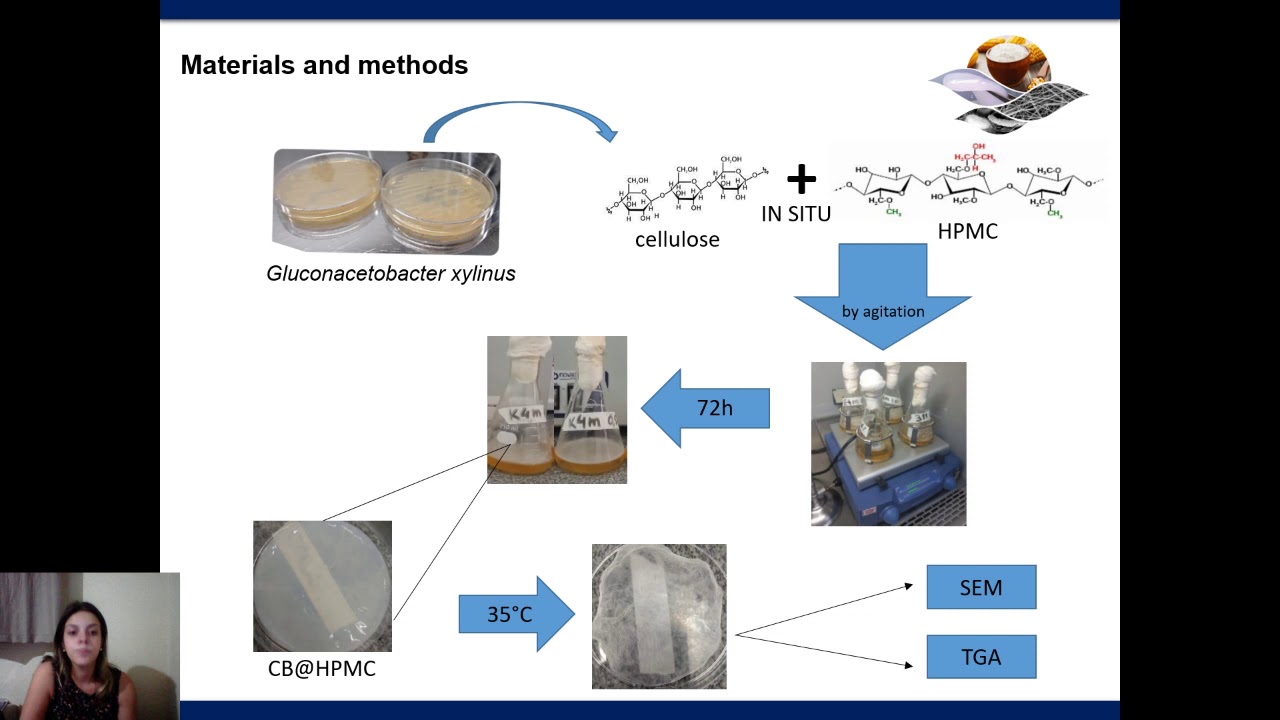 Materials and methods
Gluconacetobacter xylinus
cellulose
+
IN SITU
HPMC
by agitation
72h
K4m
K4m
35°C
CB@HPMC
SEM
TGA